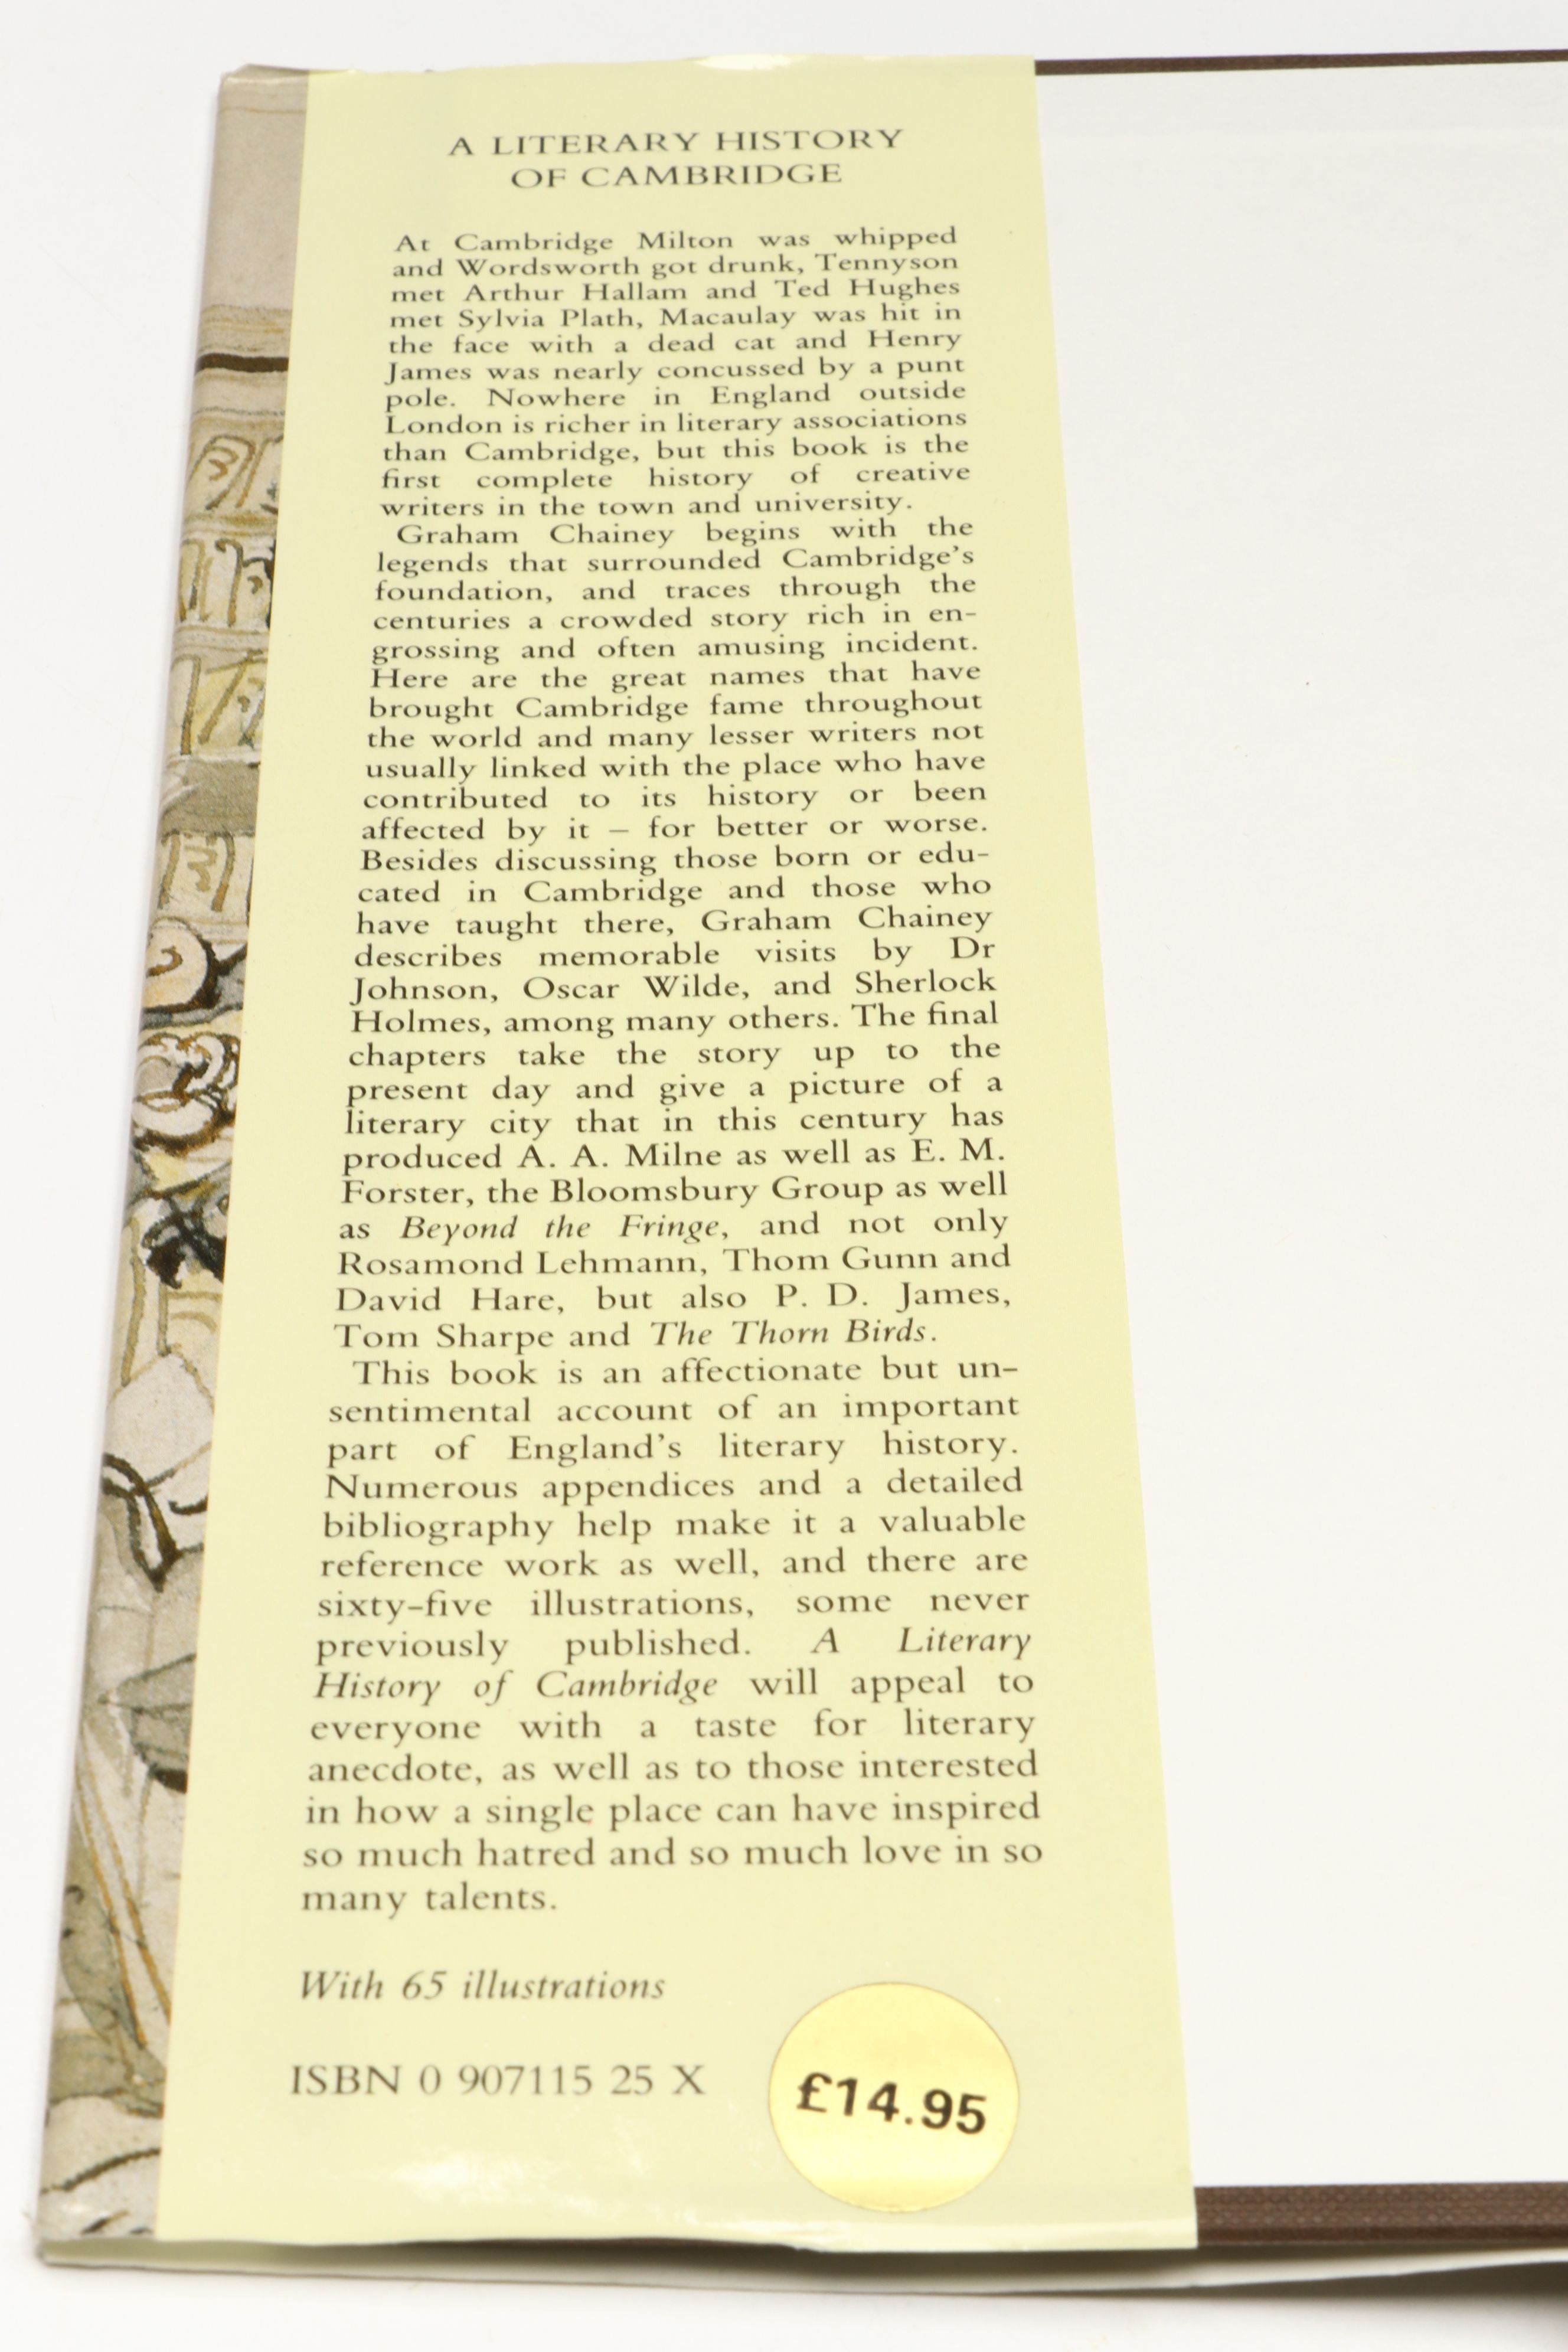 A LITERARY HISTORY
OF CAMBRIDGE
At Cambridge Milton was whipped
and Wordsworth got drunk, Tennyson
met Arthur Hallam and Ted Hughes
met Sylvia Plath, Macaulay was hit in
the face with a dead cat and Henry
James was nearly concussed by a punt
pole. Nowhere in England outside
London is richer in literary associations
than Cambridge, but this book is the
first complete history of creative
writers in the town and university.
Graham Chainey begins with the
legends that surrounded Cambridge's
foundation, and traces through the
centuries a crowded story rich in en-
grossing and often amusing incident.
Here are the great names that have
brought Cambridge fame throughout
the world and many lesser writers not
usually linked with the place who have
contributed to its history or been
affected by it – for better or worse.
Besides discussing those born or edu-
cated in Cambridge and those who
have taught there, Graham Chainey
describes memorable visits by Dr
Johnson, Oscar Wilde, and Sherlock
Holmes, among many others. The final
chapters take the story up to the
present day and give a picture of a
literary city that in this century has
produced A. A. Milne as well as E. M.
Forster, the Bloomsbury Group as well
as Beyond the Fringe, and not only
Rosamond Lehmann, Thom Gunn and
David Hare, but also P. D. James,
Tom Sharpe and The Thorn Birds.
This book is an affectionate but un-
sentimental account of an important
part of England's literary history.
Numerous appendices and a detailed
bibliography help make it a valuable
reference work as well, and there are
sixty-five illustrations, some never
previously published. A Literary
History of Cambridge will appeal to
everyone with a taste for literary
anecdote, as well as to those interested
in how a single place can have inspired
so much hatred and so much love in so
many talents.
With 65 illustrations
ISBN 0 907115 25 X
£14.95